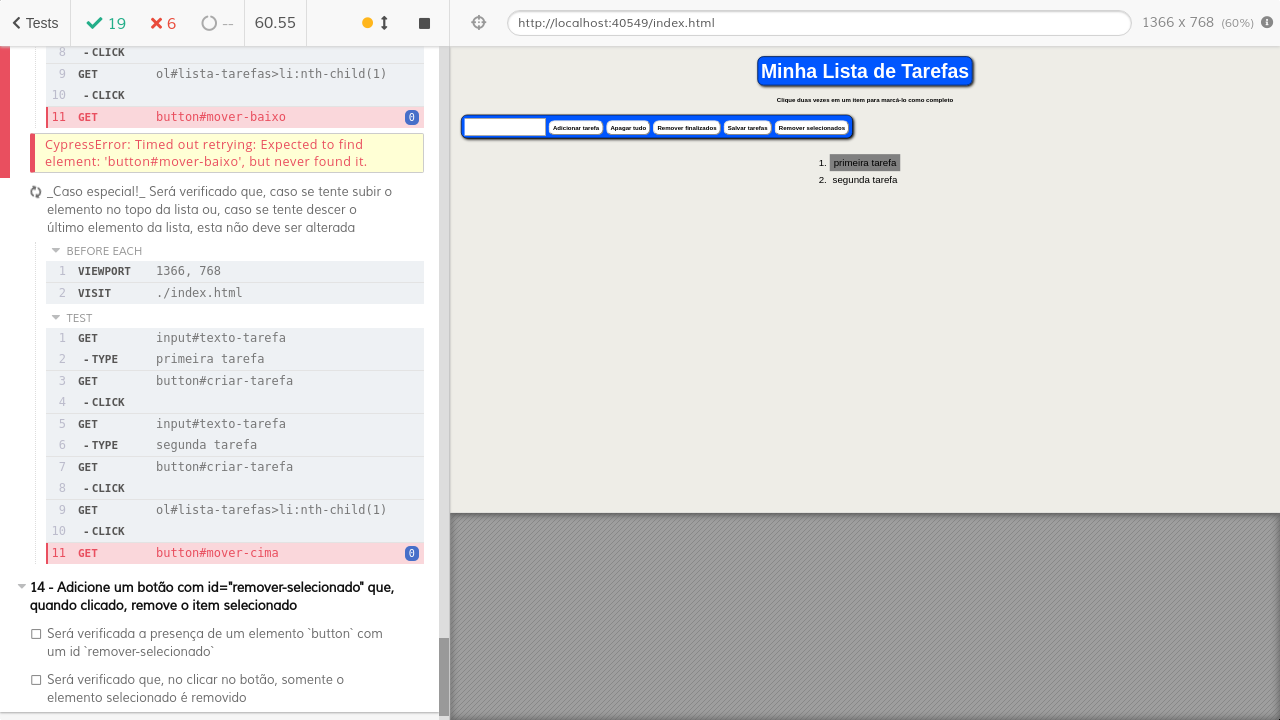 Tests 19 6 -- 60.55
http://localhost:40549/index.html 1366 x 768 (60%)
8 - CLICK
9 GET ol#lista-tarefas>li:nth-child(1)
10 - CLICK
11 GET button#mover-baixo 0
CypressError: Timed out retrying: Expected to find
element: 'button#mover-baixo', but never found it.
_Caso especial!_ Será verificado que, caso se tente subir o
elemento no topo da lista ou, caso se tente descer o
último elemento da lista, esta não deve ser alterada
BEFORE EACH
1 VIEWPORT 1366, 768
2 VISIT ./index.html
TEST
1 GET input#texto-tarefa
2 - TYPE primeira tarefa
3 GET button#criar-tarefa
4 - CLICK
5 GET input#texto-tarefa
6 - TYPE segunda tarefa
7 GET button#criar-tarefa
8 - CLICK
9 GET ol#lista-tarefas>li:nth-child(1)
10 - CLICK
11 GET button#mover-cima 0
14 - Adicione um botão com id="remover-selecionado" que,
quando clicado, remove o item selecionado
Será verificada a presença de um elemento `button` com
um id `remover-selecionado`
Será verificado que, no clicar no botão, somente o
elemento selecionado é removido
Minha Lista de Tarefas
Clique duas vezes em um item para marcá-lo como completo
Adicionar tarefa Apagar tudo Remover finalizados Salvar tarefas Remover selecionados
1. primeira tarefa
2. segunda tarefa